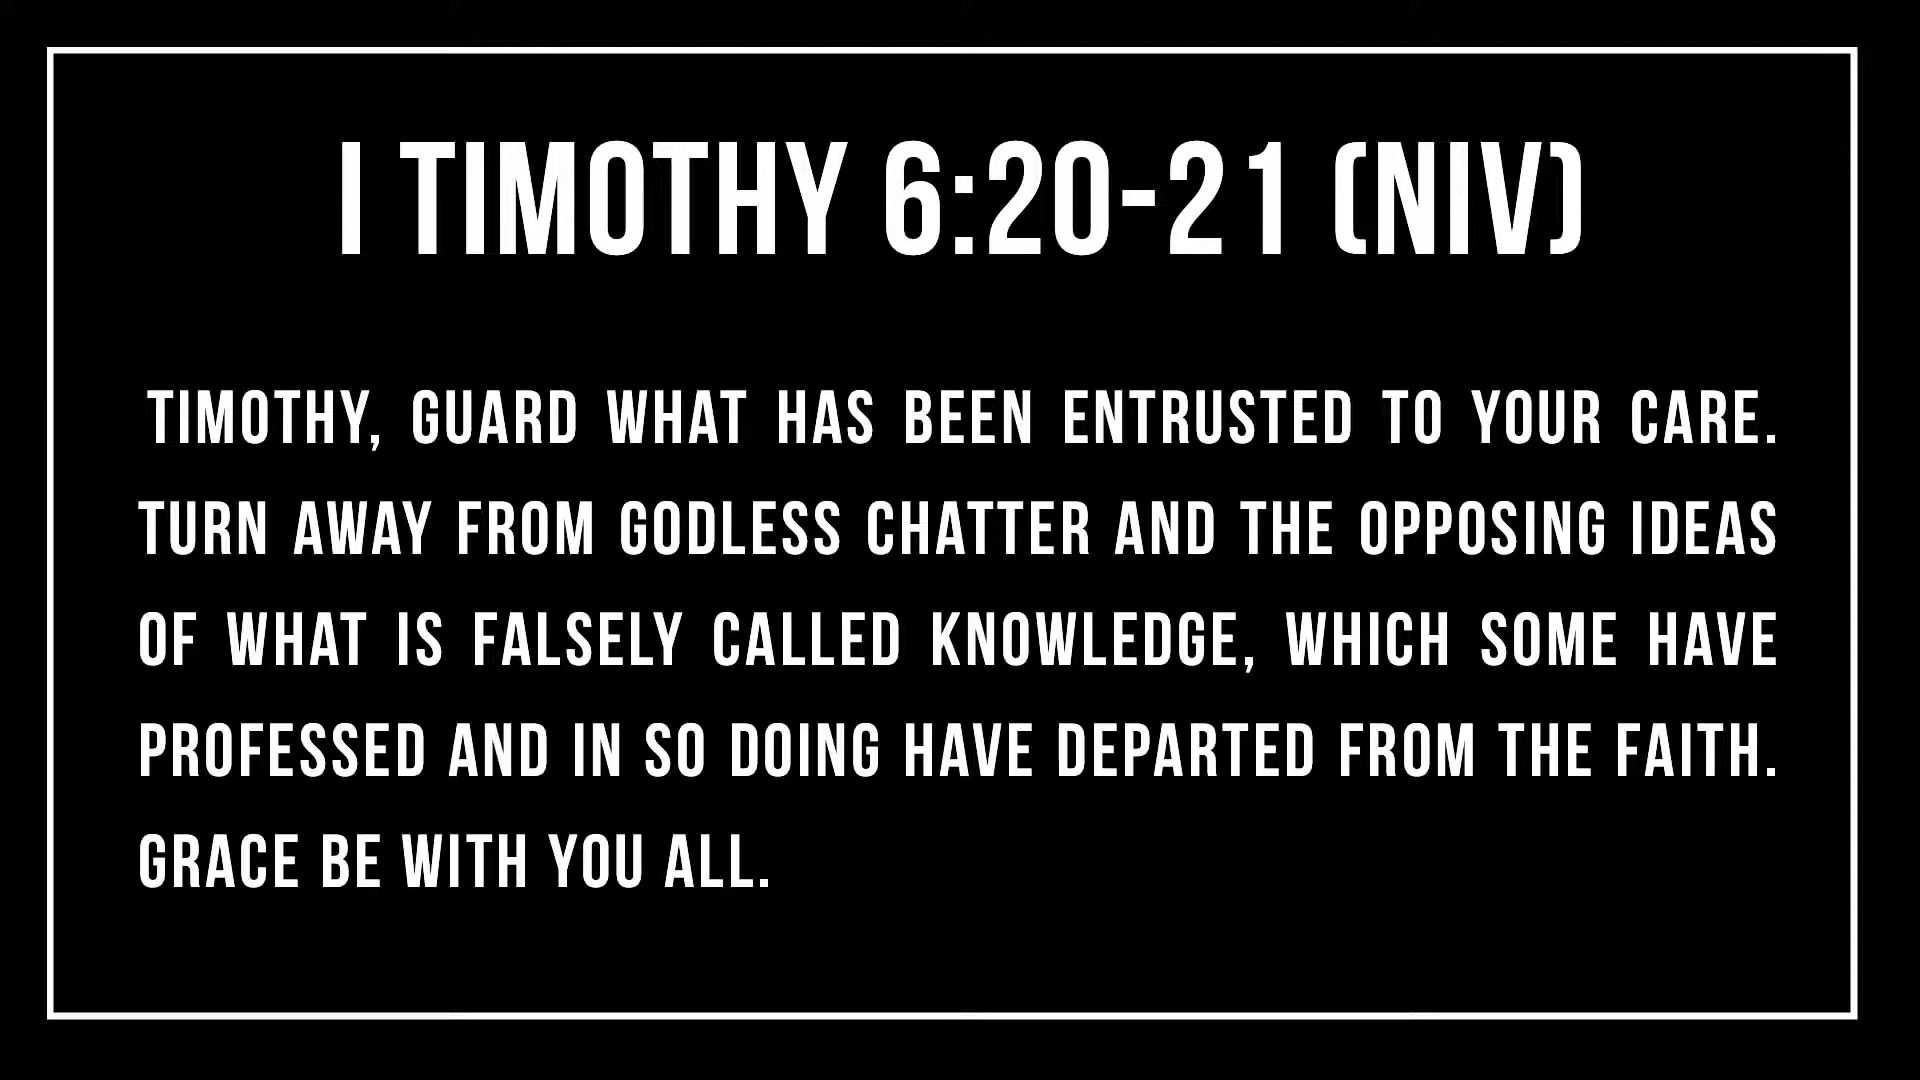 I TIMOTHY 6:20-21 (NIV)
TIMOTHY, GUARD WHAT HAS BEEN ENTRUSTED TO YOUR CARE.
TURN AWAY FROM GODLESS CHATTER AND THE OPPOSING IDEAS
OF WHAT IS FALSELY CALLED KNOWLEDGE, WHICH SOME HAVE
PROFESSED AND IN SO DOING HAVE DEPARTED FROM THE FAITH.
GRACE BE WITH YOU ALL.